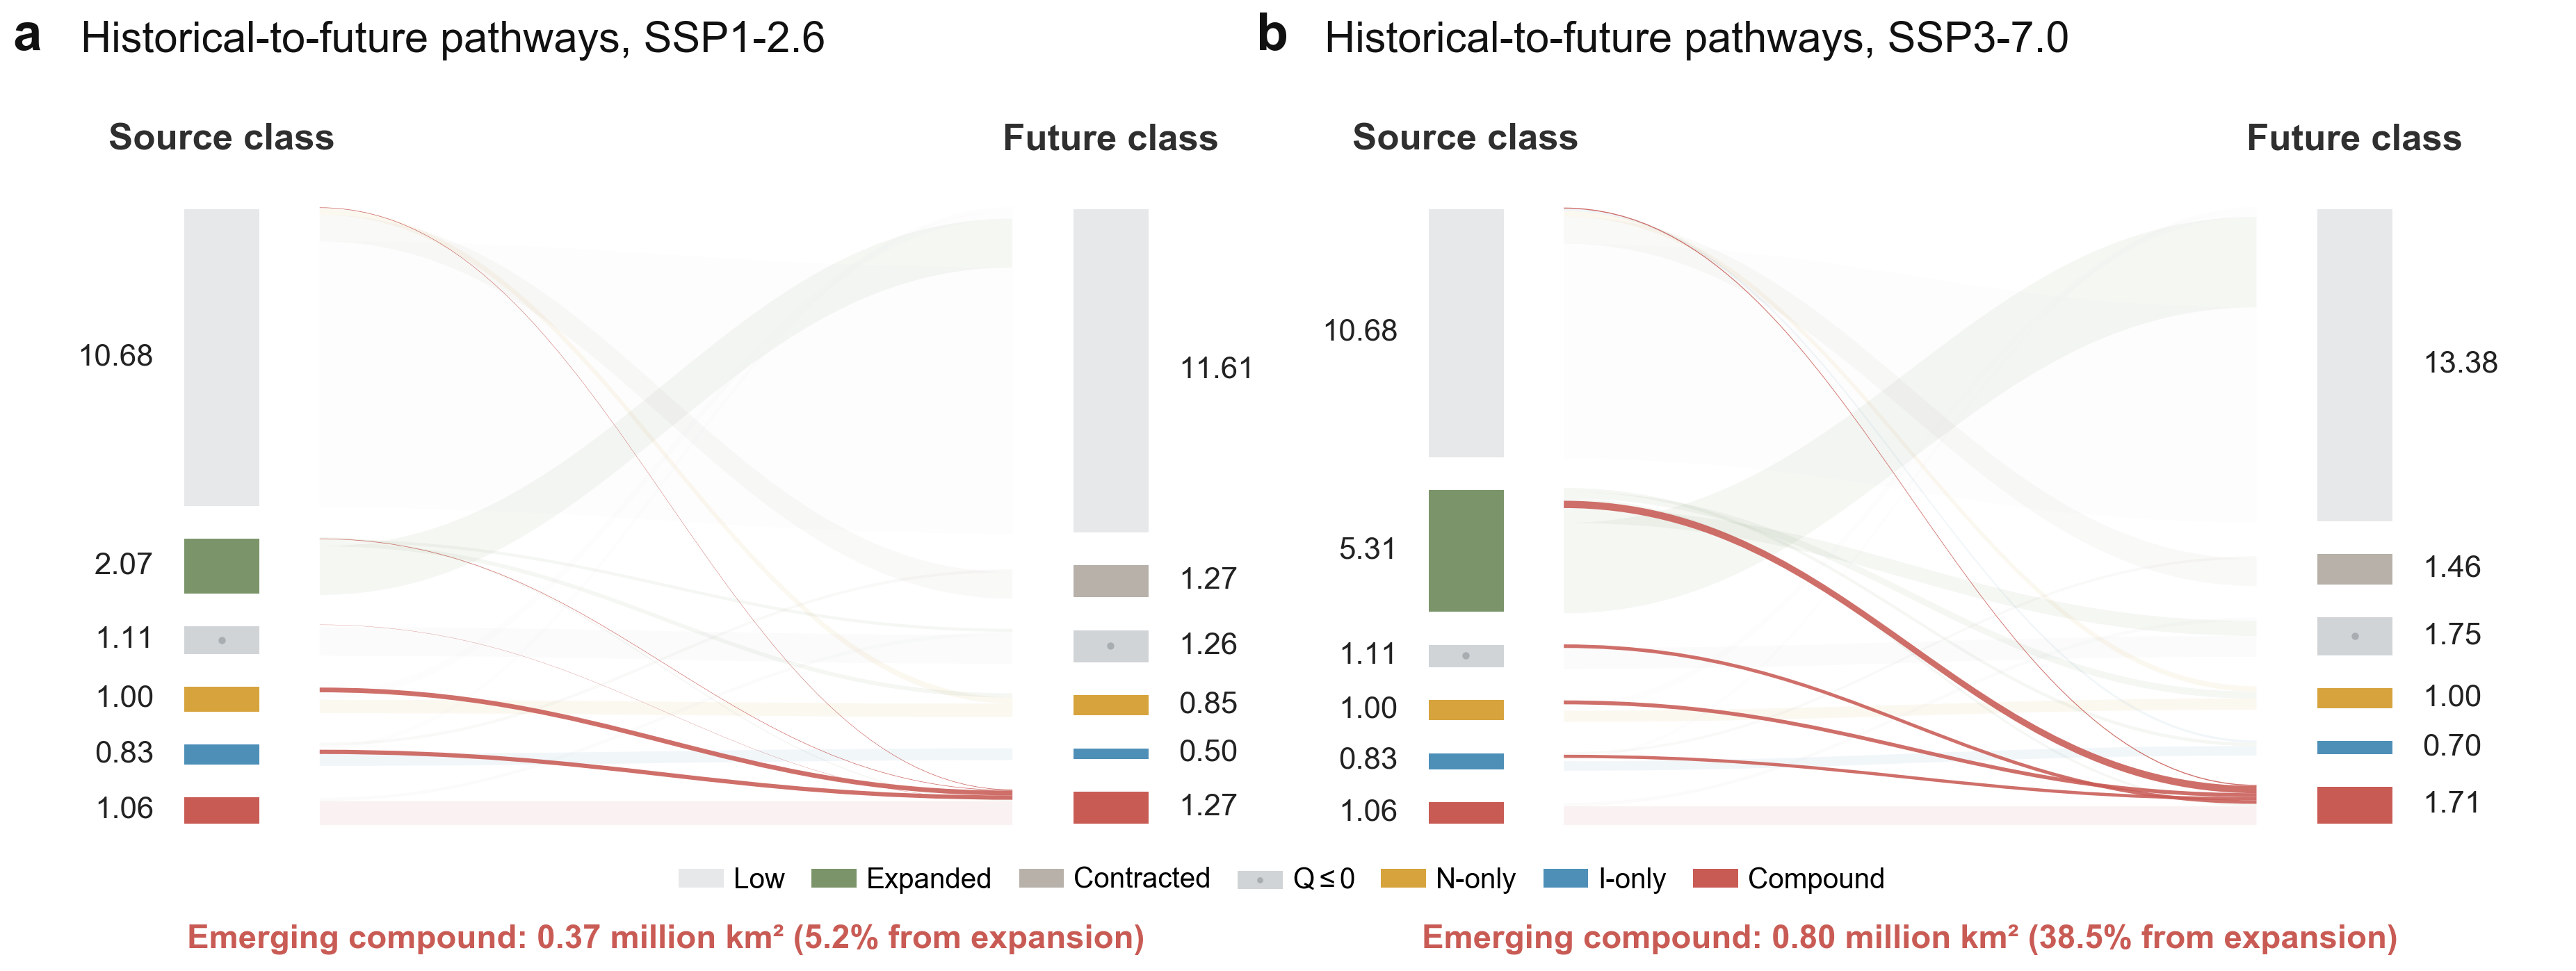 a Historical-to-future pathways, SSP1-2.6
Source class
Future class
10.68
2.07
1.11
1.00
0.83
1.06
11.61
1.27
1.26
0.85
0.50
1.27
b Historical-to-future pathways, SSP3-7.0
Source class
Future class
10.68
5.31
1.11
1.00
0.83
1.06
13.38
1.46
1.75
1.00
0.70
1.71
Low Expanded Contracted Q ≤ 0 N-only I-only Compound
Emerging compound: 0.37 million km² (5.2% from expansion)
Emerging compound: 0.80 million km² (38.5% from expansion)